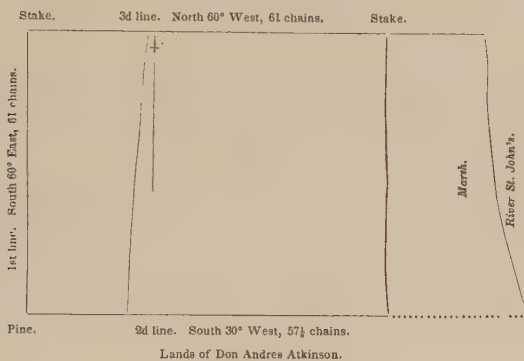 Stake. 3d line. North 60° West, 61 chains. Stake.
1st line. South 60° East, 61 chains.
Marsh.
River St. John's.
Pine. 2d line. South 30° West, 57½ chains.
Lands of Don Andres Atkinson.